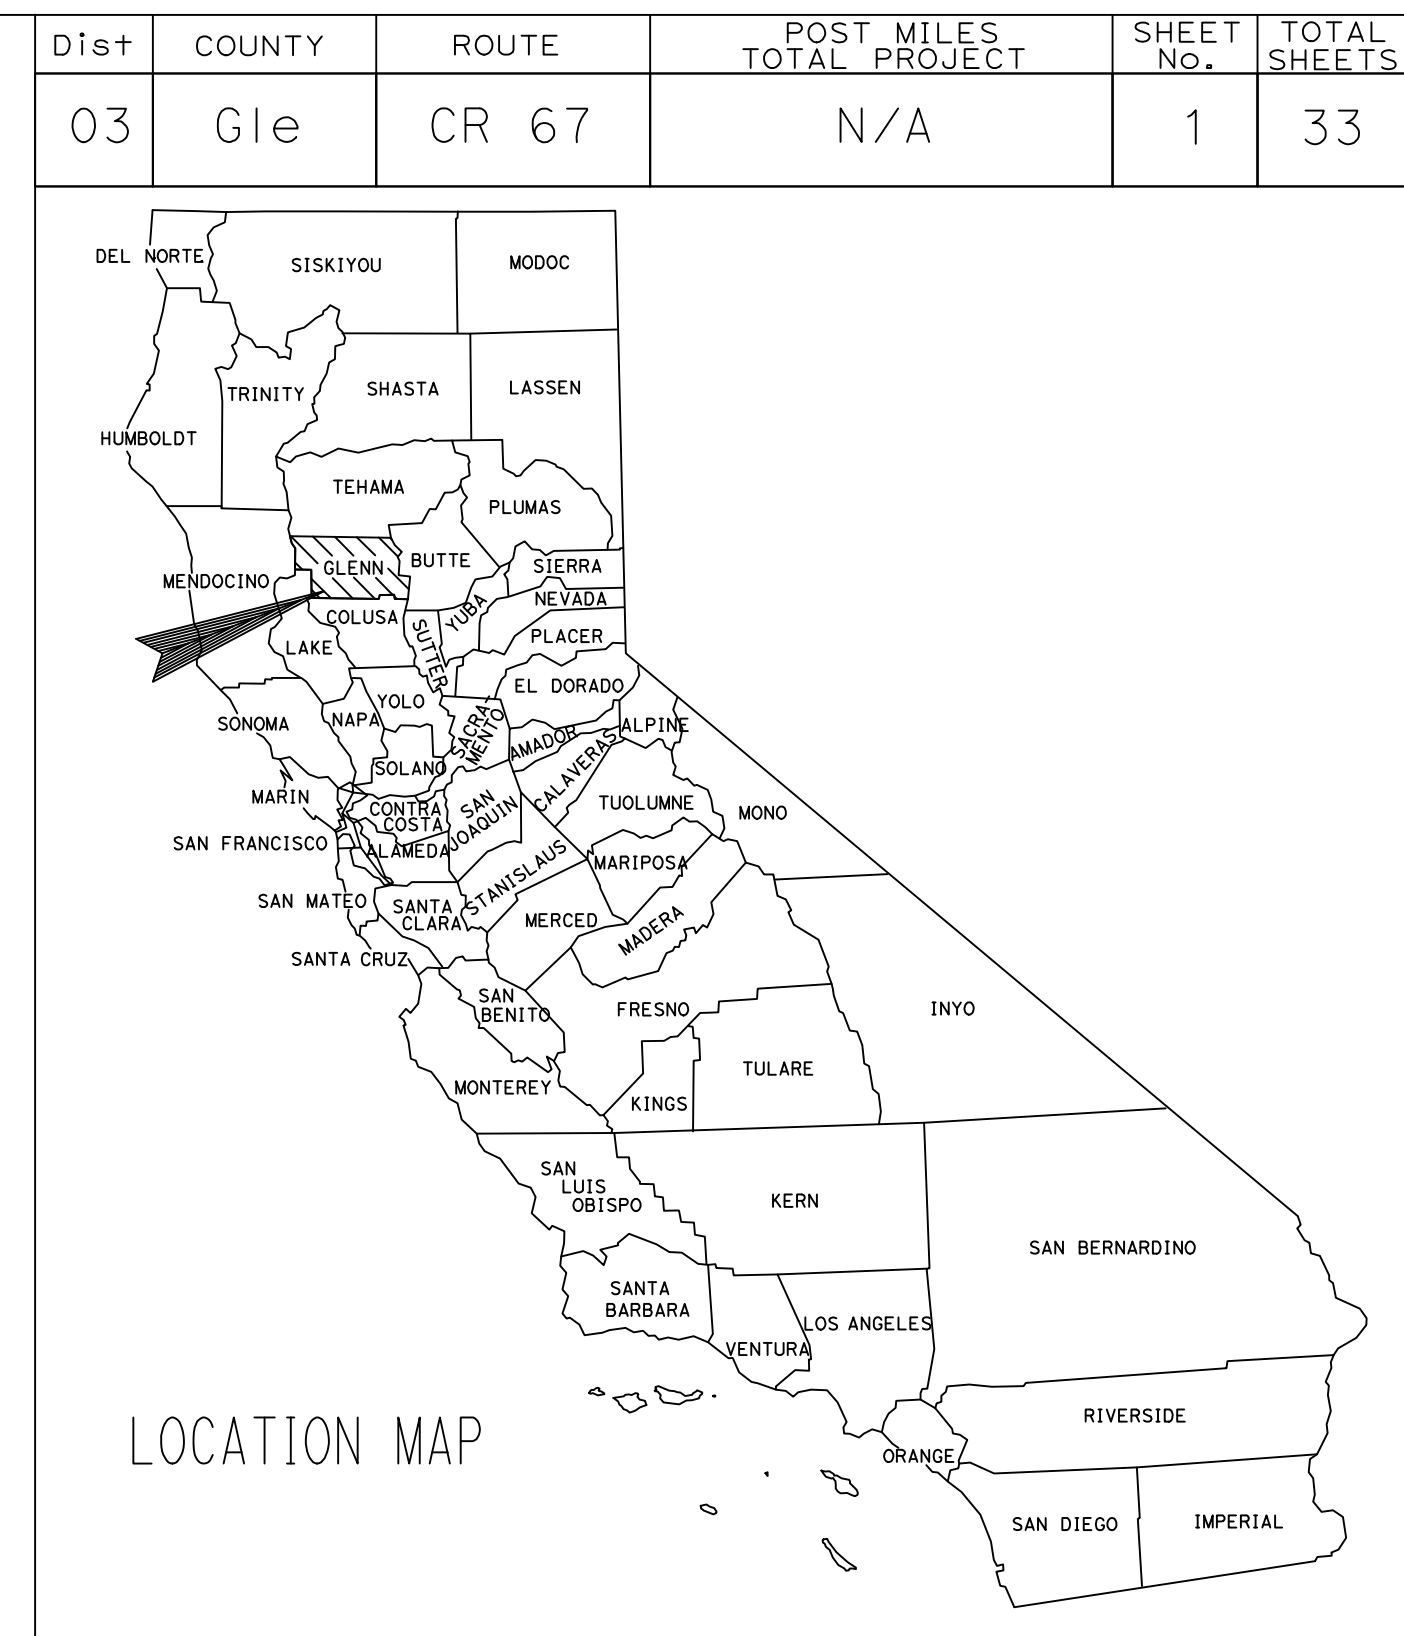 Dist COUNTY ROUTE POST MILES TOTAL PROJECT SHEET No. TOTAL SHEETS
03 Gle CR 67 N/A 1 33
DEL NORTE
SISKIYOU
MODOC
TRINITY
SHASTA
LASSEN
HUMBOLDT
TEHAMA
PLUMAS
MENDOCINO
GLENN
BUTTE
SIERRA
NEVADA
COLUSA
SUTTER
YUBA
PLACER
LAKE
EL DORADO
YOLO
SONOMA
NAPA
SACRA-
MENTO
AMADOR
ALPINE
SOLANO
CALAVERAS
MARIN
CONTRA
COSTA
SAN
JOAQUIN
TUOLUMNE
MONO
SAN FRANCISCO
ALAMEDA
STANISLAUS
MARIPOSA
SAN MATEO
SANTA
CLARA
MERCED
MADERA
SANTA CRUZ
SAN
BENITO
FRESNO
INYO
MONTEREY
KINGS
TULARE
SAN
LUIS
OBISPO
KERN
SAN BERNARDINO
SANTA
BARBARA
VENTURA
LOS ANGELES
RIVERSIDE
ORANGE
SAN DIEGO
IMPERIAL
LOCATION MAP